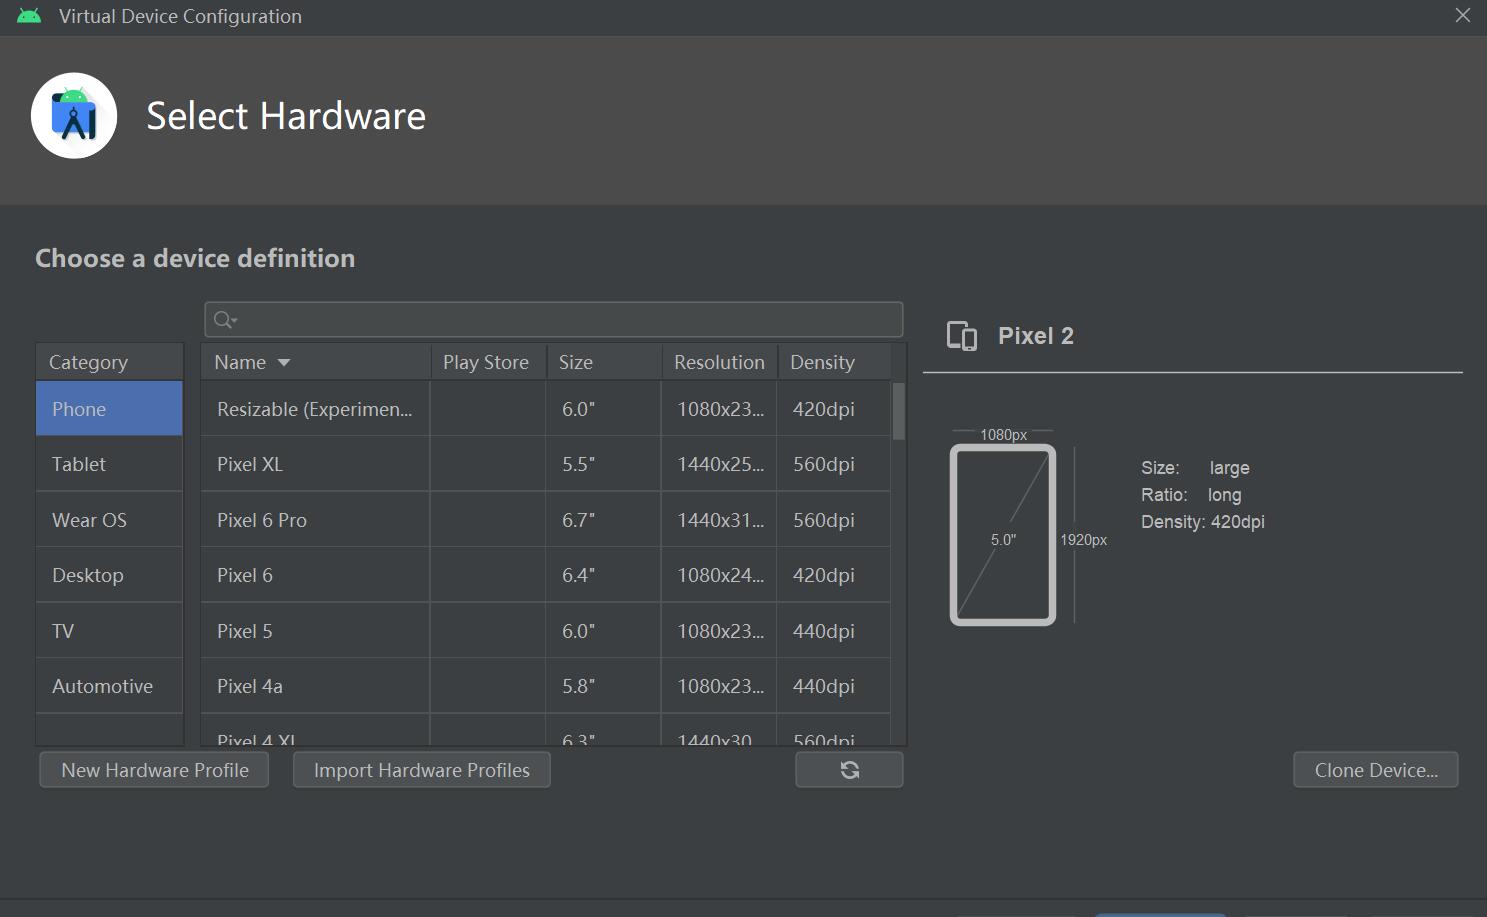 Virtual Device Configuration
Select Hardware
Choose a device definition
Category
Phone
Tablet
Wear OS
Desktop
TV
Automotive
Name Play Store Size Resolution Density
Resizable (Experimen... 6.0" 1080x23... 420dpi
Pixel XL 5.5" 1440x25... 560dpi
Pixel 6 Pro 6.7" 1440x31... 560dpi
Pixel 6 6.4" 1080x24... 420dpi
Pixel 5 6.0" 1080x23... 440dpi
Pixel 4a 5.8" 1080x23... 440dpi
Pixel 4 XL 6.3" 1440x30... 560dpi
New Hardware Profile Import Hardware Profiles
Pixel 2
1080px
5.0" 1920px
Size: large
Ratio: long
Density: 420dpi
Clone Device...